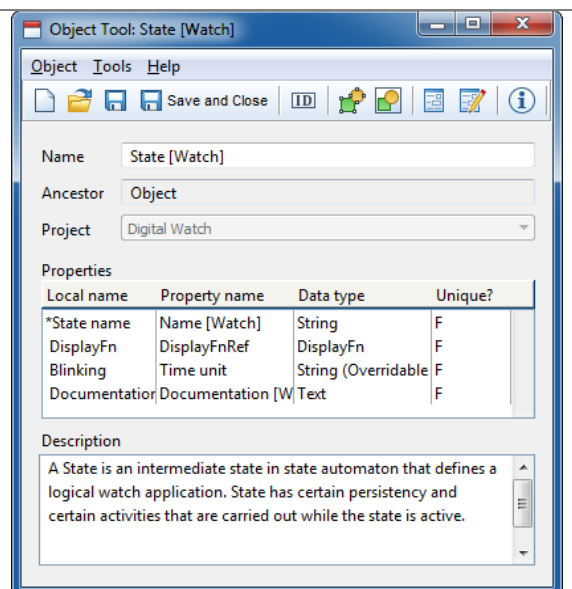 Object Tool: State [Watch]
Object Tools Help
Save and Close ID
Name State [Watch]
Ancestor Object
Project Digital Watch
Properties
Local name Property name Data type Unique?
*State name Name [Watch] String F
DisplayFn DisplayFnRef DisplayFn F
Blinking Time unit String (Overridable F
Documentation Documentation [W Text F
Description
A State is an intermediate state in state automaton that defines a
logical watch application. State has certain persistency and
certain activities that are carried out while the state is active.